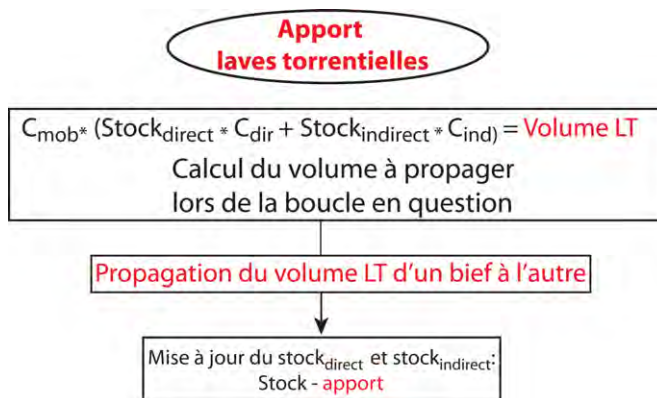 Apport
laves torrentielles
Cmob* (Stockdirect * Cdir + Stockindirect * Cind) = Volume LT
Calcul du volume à propager
lors de la boucle en question
Propagation du volume LT d'un bief à l'autre
Mise à jour du stockdirect et stockindirect:
Stock - apport